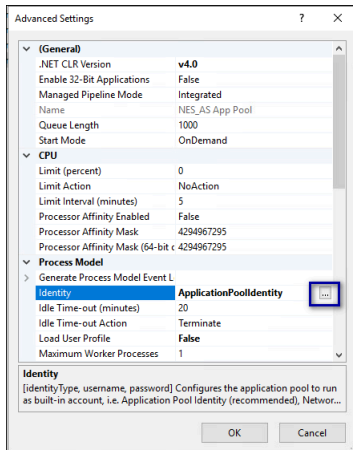 Advanced Settings ? ×
(General)
.NET CLR Version v4.0
Enable 32-Bit Applications False
Managed Pipeline Mode Integrated
Name NES_AS App Pool
Queue Length 1000
Start Mode OnDemand
CPU
Limit (percent) 0
Limit Action NoAction
Limit Interval (minutes) 5
Processor Affinity Enabled False
Processor Affinity Mask 4294967295
Processor Affinity Mask (64-bit c 4294967295
Process Model
Generate Process Model Event L
Identity ApplicationPoolIdentity ...
Idle Time-out (minutes) 20
Idle Time-out Action Terminate
Load User Profile False
Maximum Worker Processes 1
Identity
[identityType, username, password] Configures the application pool to run
as built-in account, i.e. Application Pool Identity (recommended), Networ...
OK Cancel